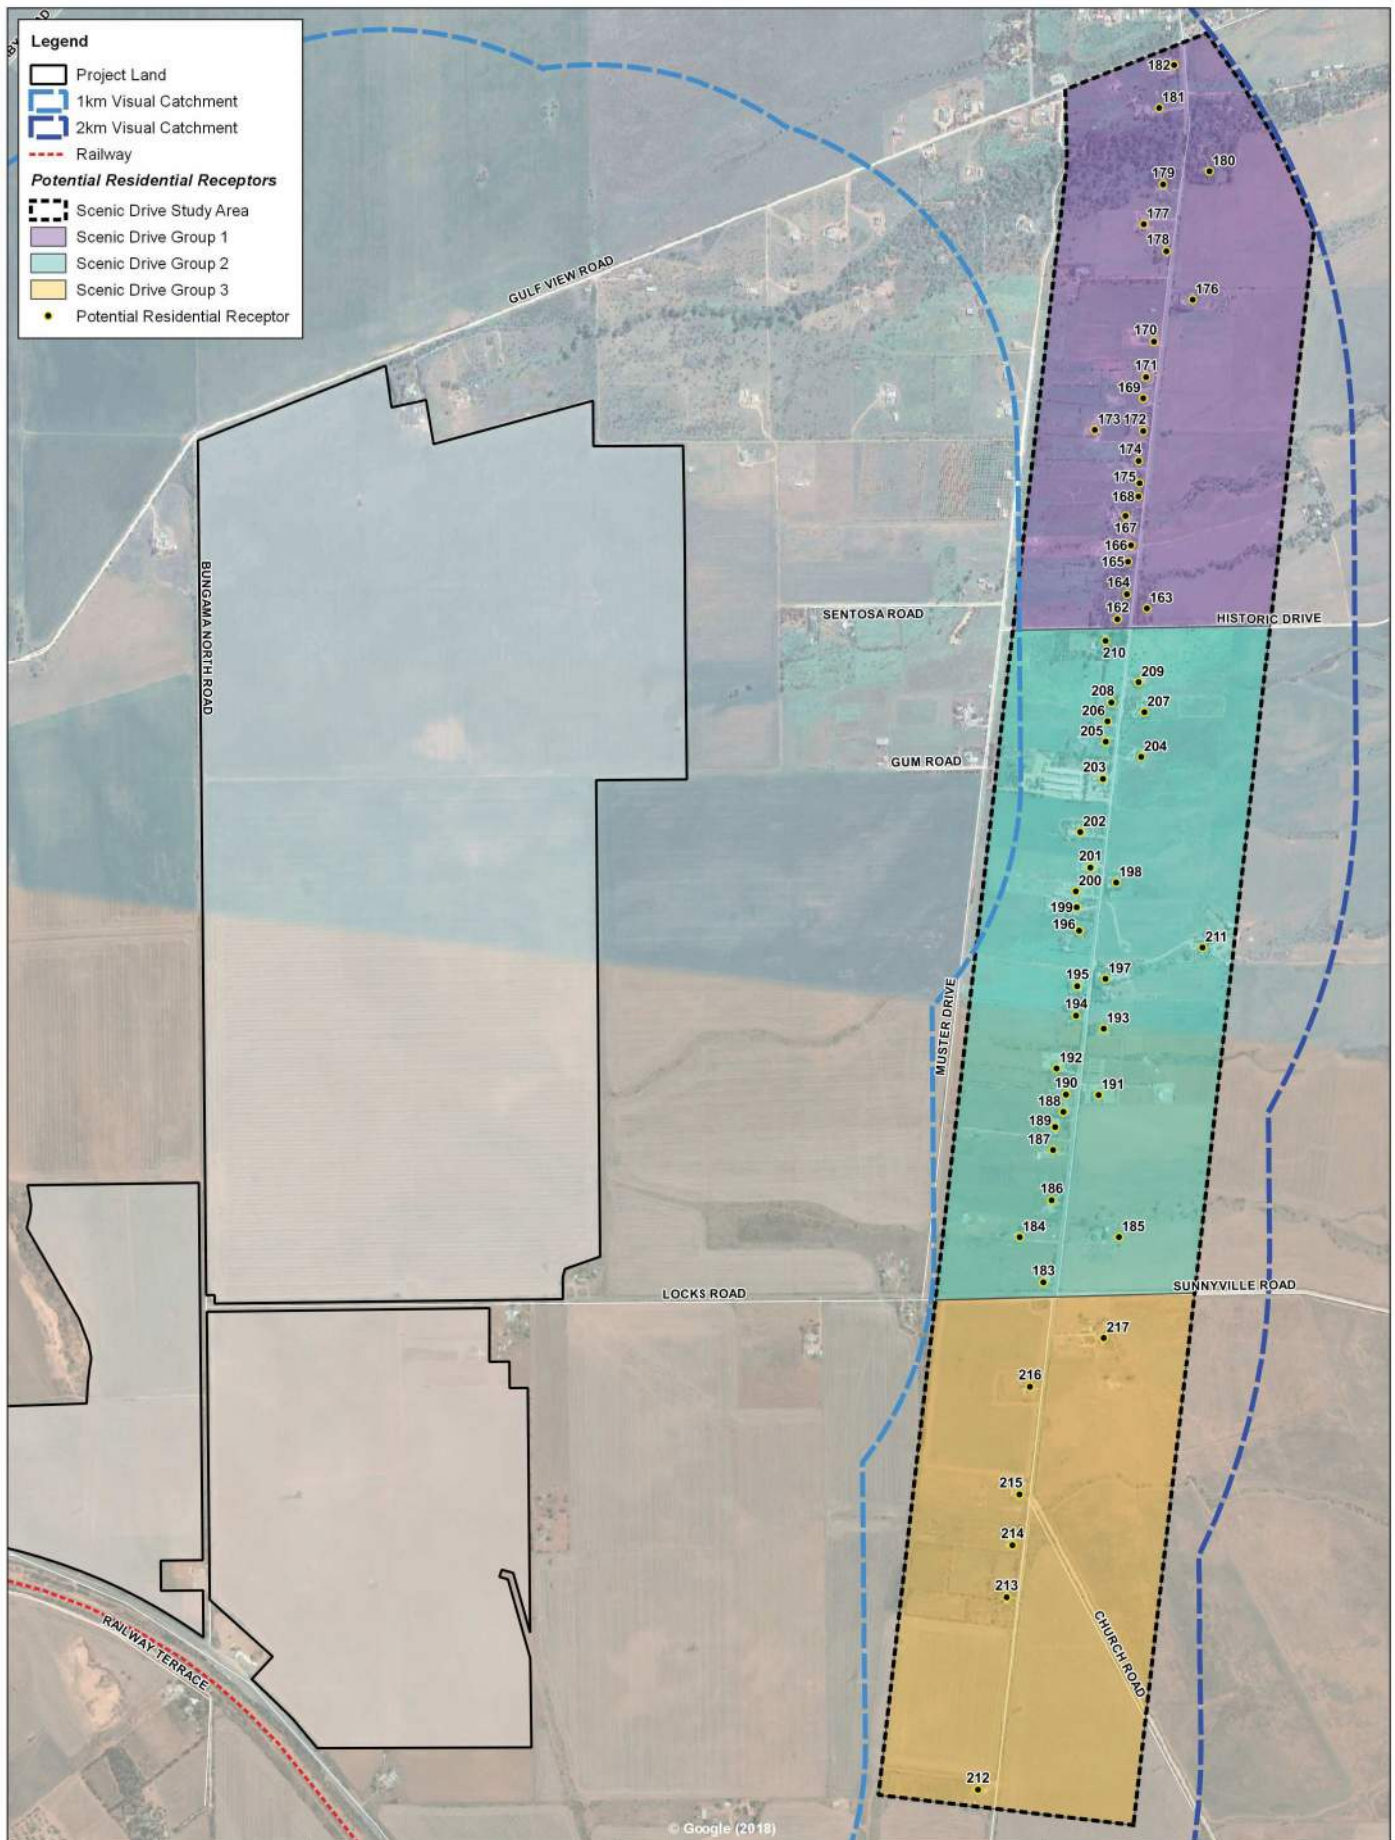 Legend
Project Land
1km Visual Catchment
2km Visual Catchment
Railway
Potential Residential Receptors
Scenic Drive Study Area
Scenic Drive Group 1
Scenic Drive Group 2
Scenic Drive Group 3
Potential Residential Receptor
182
181
180
179
177
178
GULF VIEW ROAD
176
170
171
169
173 172
174
175
168
167
166
165
BUNGAMA NORTH ROAD
164
163
162
SENTOSA ROAD
HISTORIC DRIVE
210
209
208
207
206
205
204
GUM ROAD
203
202
201
198
200
199
196
211
197
195
MUSTER DRIVE
194
193
192
190
191
188
189
187
186
184
185
183
LOCKS ROAD
SUNNYVILLE ROAD
217
216
215
214
213
CHURCH ROAD
RAILWAY TERRACE
212
© Google (2018)